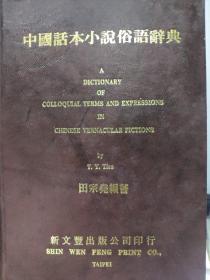 中國話本小說俗語辭典
A
DICTIONARY
OF
COLLOQUIAL TERMS AND EXPRESSIONS
IN
CHINESE VERNACULAR FICTIONS
by
T. Y. Tien
田宗堯編著
新文豐出版公司印行
SHIN WEN FENG PRINT CO.,
TAIPEI